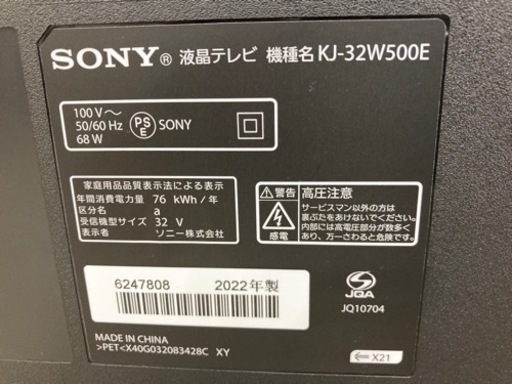 SONY® 液晶テレビ 機種名 KJ-32W500E
100 V～
50/60 Hz
68 W
PS
E
SONY
家庭用品品質表示法による表示
年間消費電力量 76 kWh/年
区分名 a
受信機型サイズ 32 V
表示者 ソニー株式会社
警告
感電
高圧注意
サービスマン以外の方は
裏ぶたをあけないでください。
内部には高電圧部分が数多く
あり、万一さわると危険です。
6247808 2022年製
JQA
JQ10704
MADE IN CHINA
>PET<X40G032083428C XY
X21